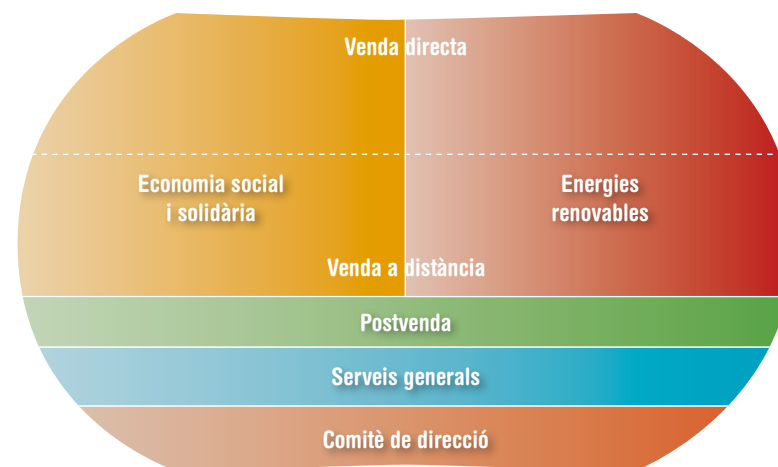 Venda directa
Economia social
i solidària
Energies
renovables
Venda a distància
Postvenda
Serveis generals
Comitè de direcció